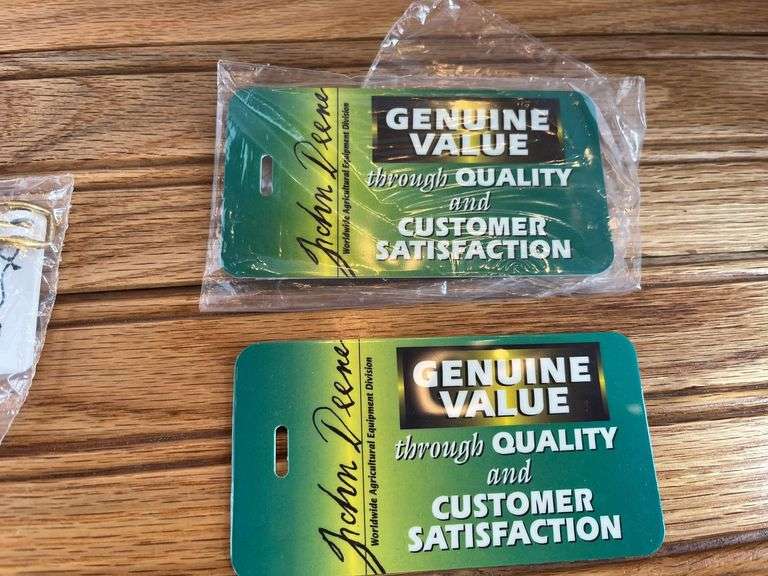 John Deere
Worldwide Agricultural Equipment Division
GENUINE
VALUE
through QUALITY
and
CUSTOMER
SATISFACTION
John Deere
Worldwide Agricultural Equipment Division
GENUINE
VALUE
through QUALITY
and
CUSTOMER
SATISFACTION